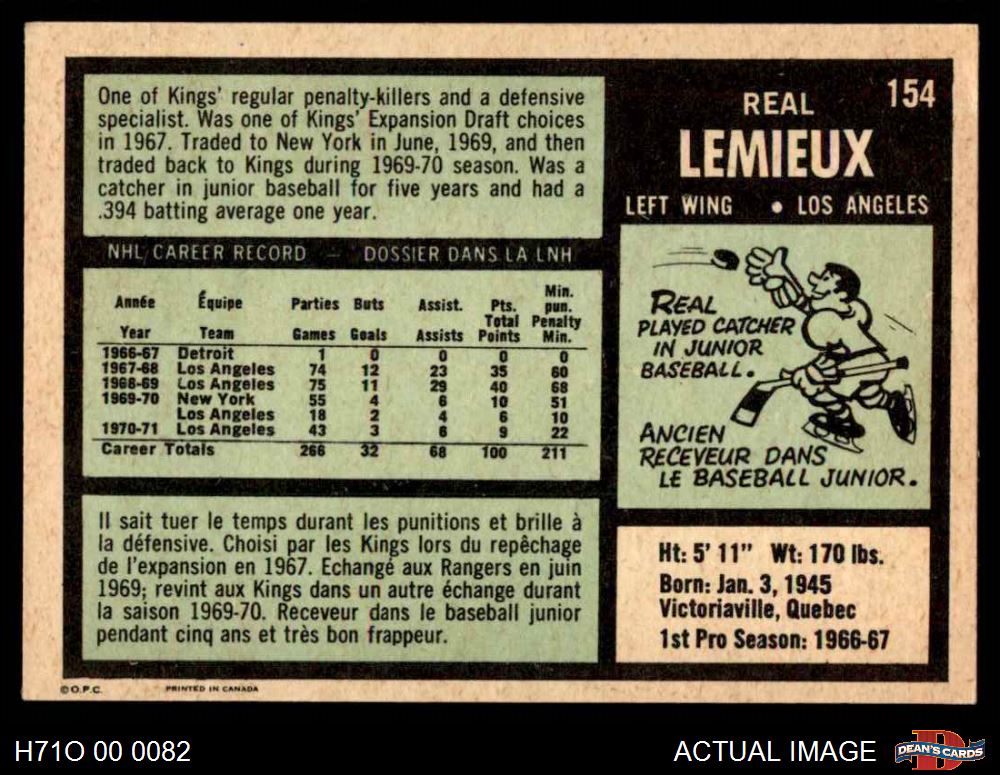 One of Kings' regular penalty-killers and a defensive
specialist. Was one of Kings' Expansion Draft choices
in 1967. Traded to New York in June, 1969, and then
traded back to Kings during 1969-70 season. Was a
catcher in junior baseball for five years and had a
.394 batting average one year.
NHL CAREER RECORD — DOSSIER DANS LA LNH
Année Équipe Parties Buts Assist. Pts. Min. pun.
Year Team Games Goals Assists Total Points Penalty Min.
1966-67 Detroit 1 0 0 0 0
1967-68 Los Angeles 74 12 23 35 60
1968-69 Los Angeles 75 11 29 40 68
1969-70 New York 55 4 6 10 51
Los Angeles 18 2 4 6 10
1970-71 Los Angeles 43 3 6 9 22
Career Totals 266 32 68 100 211
Il sait tuer le temps durant les punitions et brille à
la défensive. Choisi par les Kings lors du repêchage
de l'expansion en 1967. Echangé aux Rangers en juin
1969; revint aux Kings dans un autre échange durant
la saison 1969-70. Receveur dans le baseball junior
pendant cinq ans et très bon frappeur.
154
REAL
LEMIEUX
LEFT WING • LOS ANGELES
REAL
PLAYED CATCHER
IN JUNIOR
BASEBALL.
ANCIEN
RECEVEUR DANS
LE BASEBALL JUNIOR.
Ht: 5' 11" Wt: 170 lbs.
Born: Jan. 3, 1945
Victoriaville, Quebec
1st Pro Season: 1966-67
© O.P.C. PRINTED IN CANADA
H71O 00 0082 ACTUAL IMAGE DEAN'S CARDS